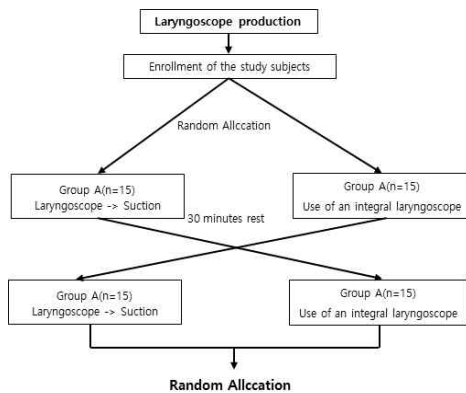 Laryngoscope production
Enrollment of the study subjects
Random Allccation
Group A(n=15)
Laryngoscope -> Suction
Group A(n=15)
Use of an integral laryngoscope
30 minutes rest
Group A(n=15)
Laryngoscope -> Suction
Group A(n=15)
Use of an integral laryngoscope
Random Allccation